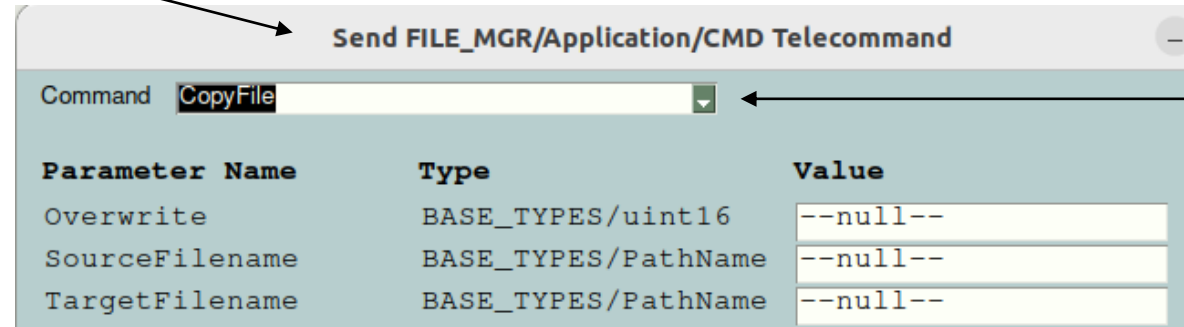 Send FILE_MGR/Application/CMD Telecommand
Command CopyFile
Parameter Name Type Value
Overwrite BASE_TYPES/uint16 --null--
SourceFilename BASE_TYPES/PathName --null--
TargetFilename BASE_TYPES/PathName --null--